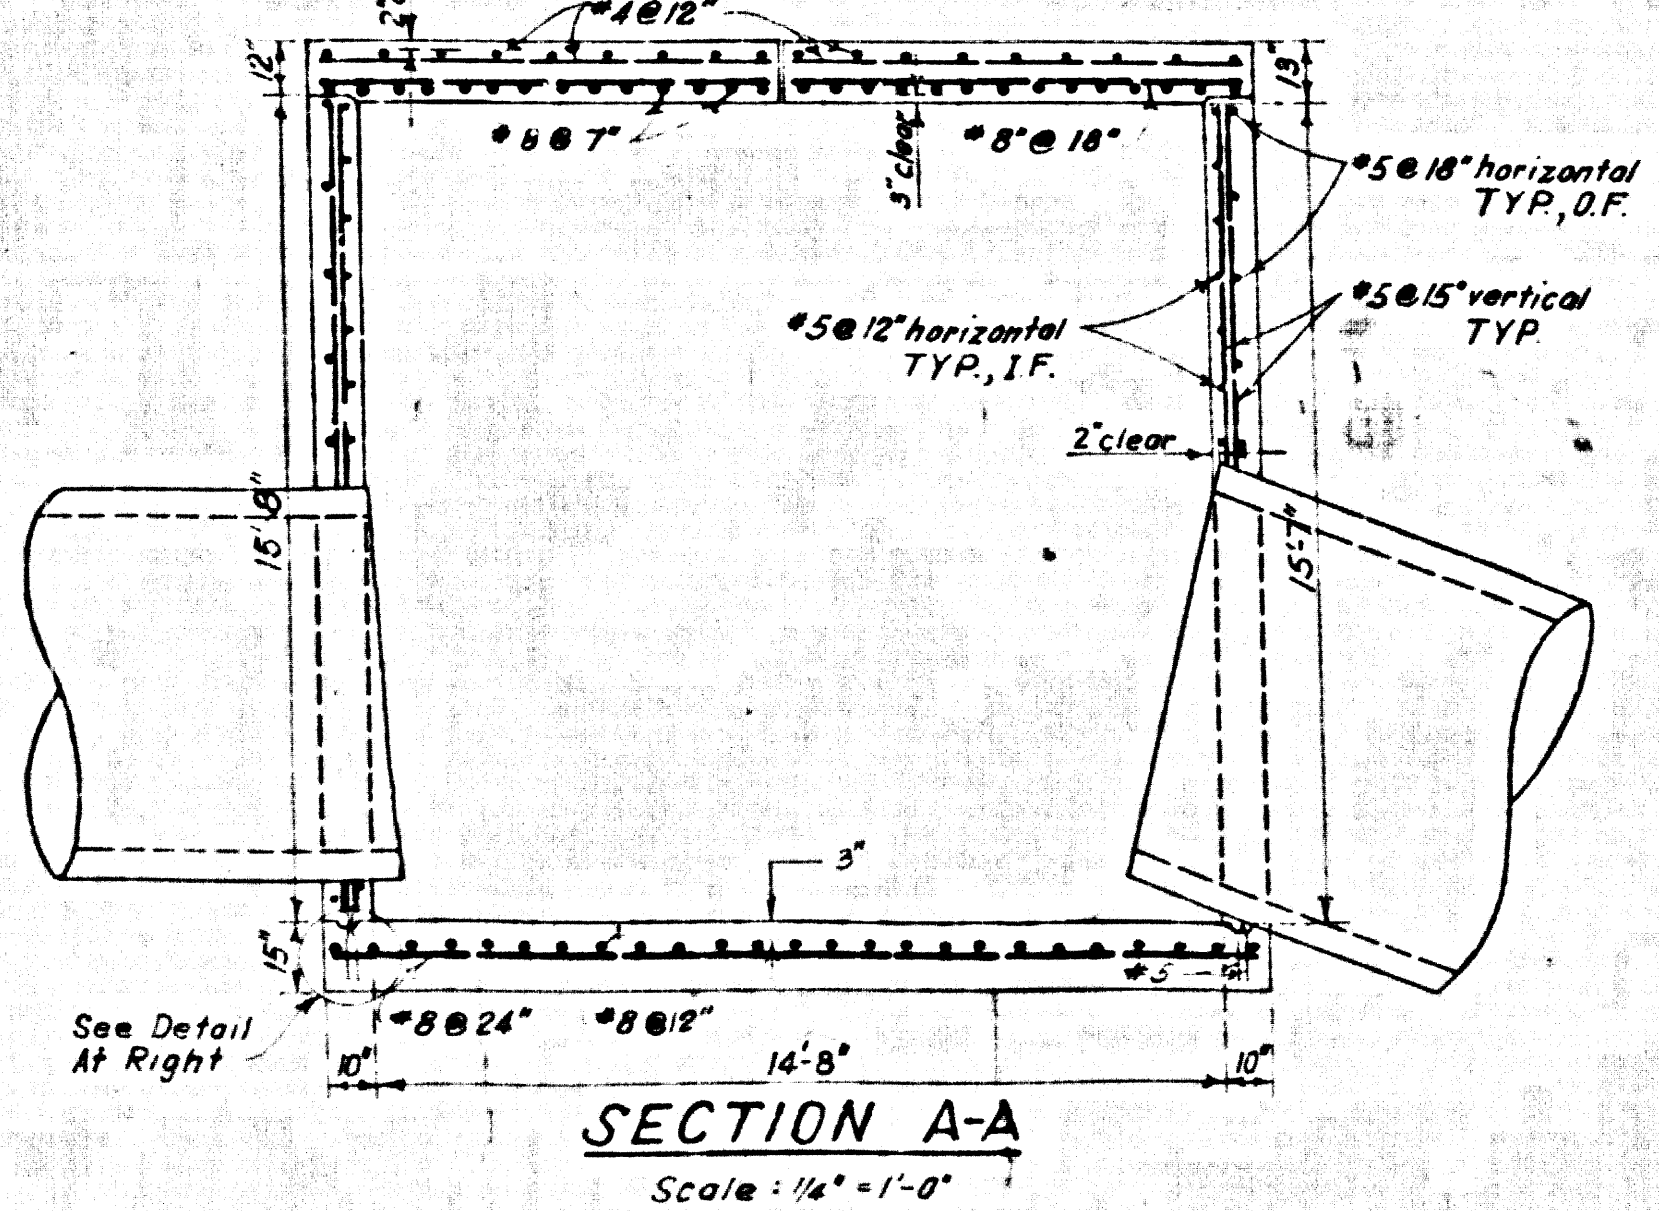 #4@12"
12"
13"
#8@7"
3"clear
#8"@18"
#5@18"horizontal
TYP., O.F.
#5@15"vertical
TYP.
#5@12"horizontal
TYP., I.F.
2"clear
15'-8"
15'-7"
3"
15"
#5
See Detail
At Right
#8@24"
#8@12"
10"
14'-8"
10"
SECTION A-A
Scale : 1/4" = 1'-0"